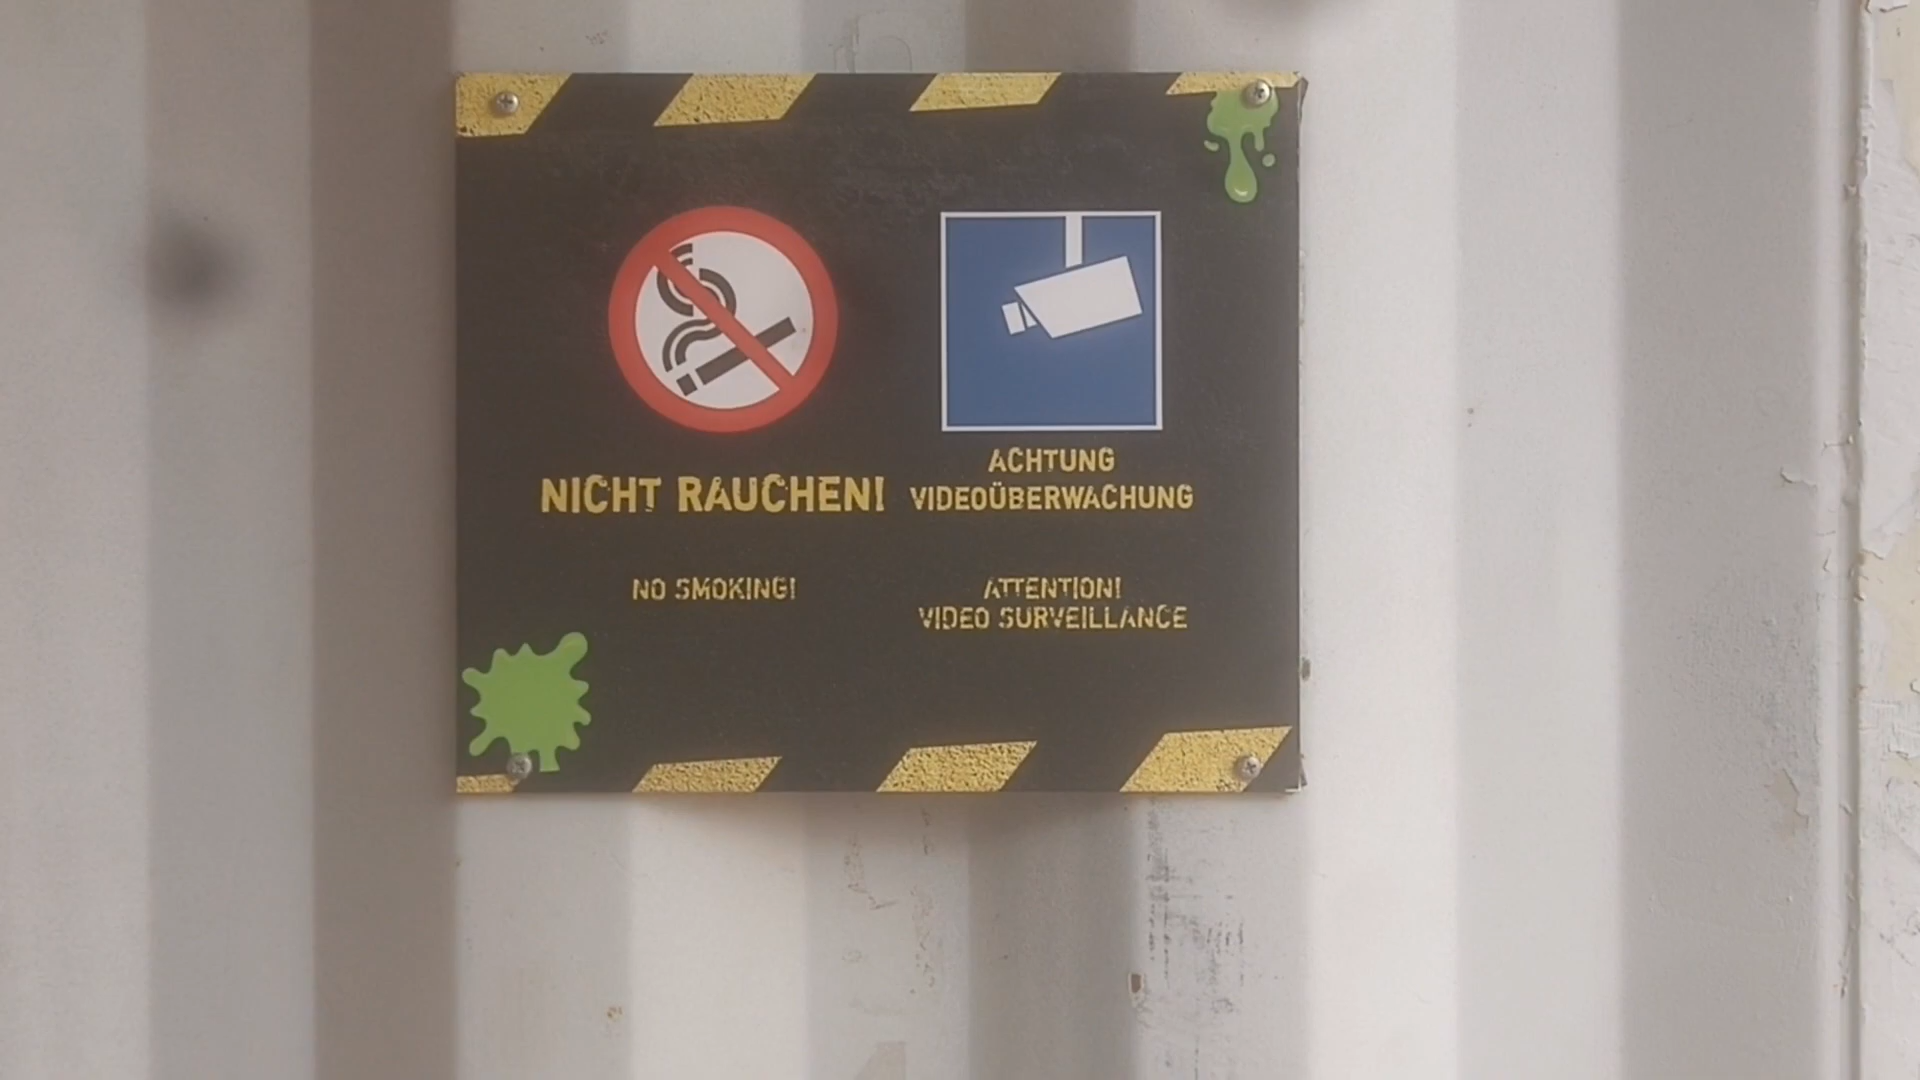 NICHT RAUCHEN!
NO SMOKING!
ACHTUNG
VIDEOÜBERWACHUNG
ATTENTION!
VIDEO SURVEILLANCE